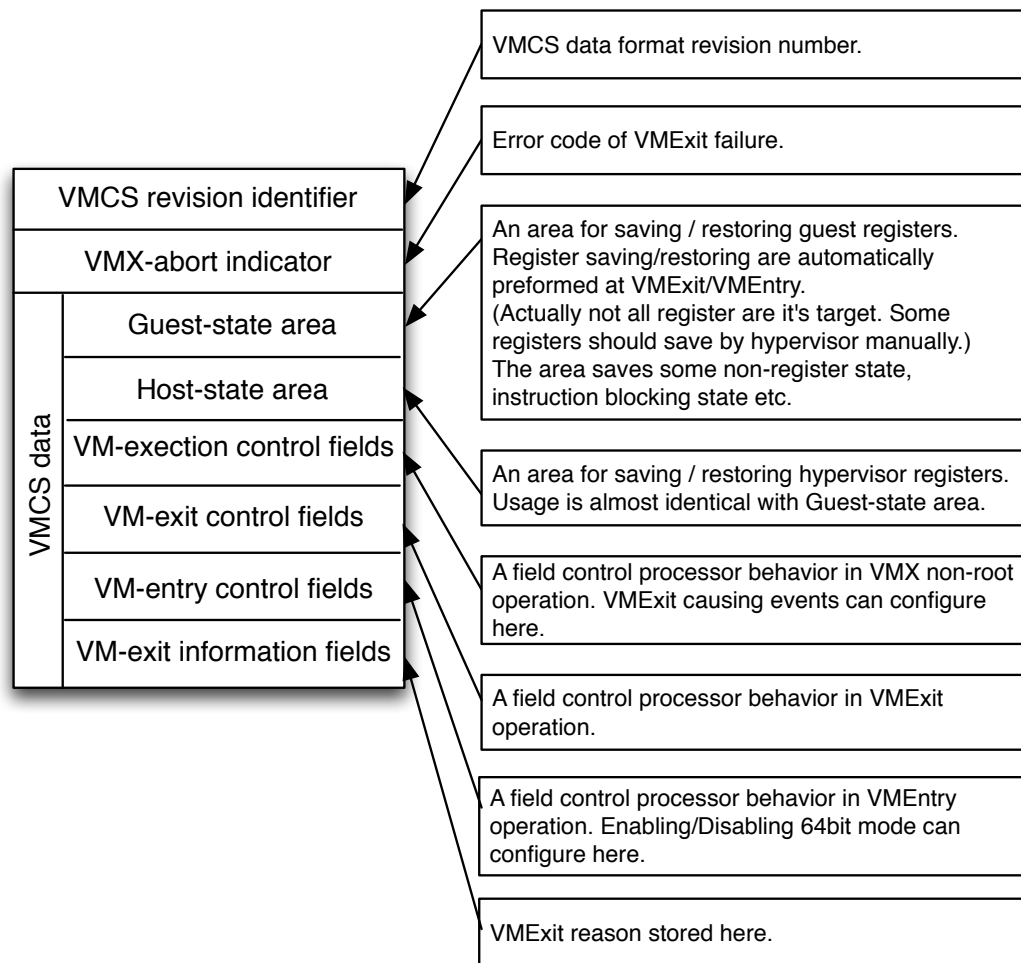 VMCS data format revision number.
Error code of VMExit failure.
VMCS revision identifier
VMX-abort indicator
An area for saving / restoring guest registers.
Register saving/restoring are automatically
preformed at VMExit/VMEntry.
(Actually not all register are it's target. Some
registers should save by hypervisor manually.)
The area saves some non-register state,
instruction blocking state etc.
VMCS data
Guest-state area
Host-state area
VM-exection control fields
VM-exit control fields
VM-entry control fields
VM-exit information fields
An area for saving / restoring hypervisor registers.
Usage is almost identical with Guest-state area.
A field control processor behavior in VMX non-root
operation. VMExit causing events can configure
here.
A field control processor behavior in VMExit
operation.
A field control processor behavior in VMEntry
operation. Enabling/Disabling 64bit mode can
configure here.
VMExit reason stored here.